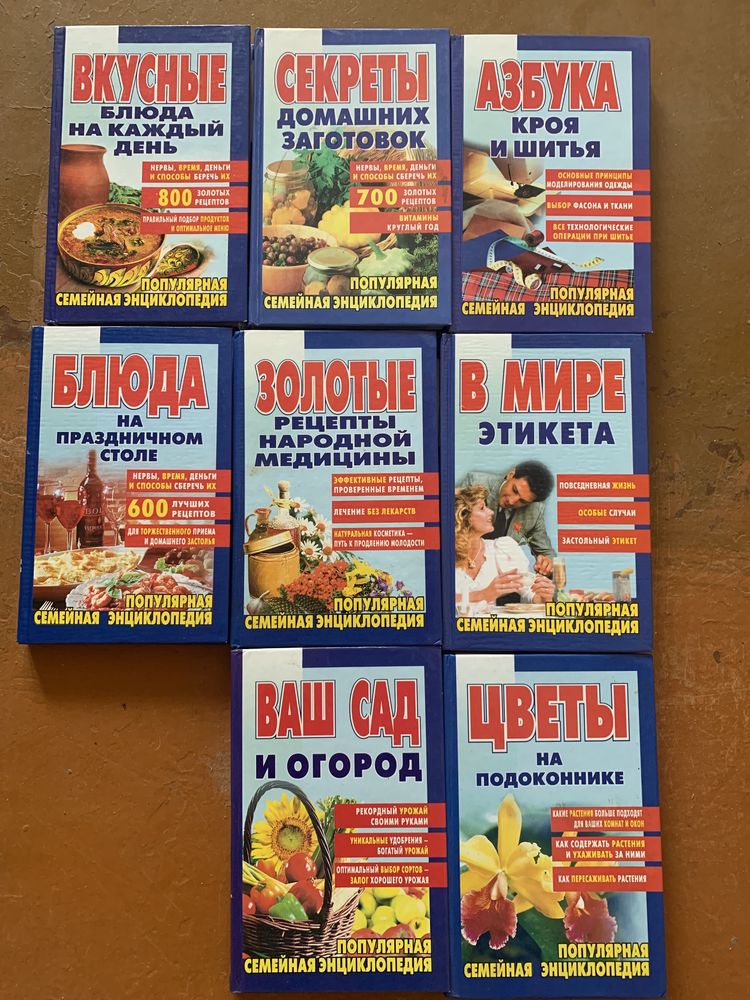 ВКУСНЫЕ
БЛЮДА
НА КАЖДЫЙ
ДЕНЬ
НЕРВЫ, ВРЕМЯ, ДЕНЬГИ
И СПОСОБЫ БЕРЕЧЬ ИХ
800 ЗОЛОТЫХ
РЕЦЕПТОВ
ПРАВИЛЬНЫЙ ПОДБОР ПРОДУКТОВ
И ОПТИМАЛЬНОЕ МЕНЮ
ПОПУЛЯРНАЯ
СЕМЕЙНАЯ ЭНЦИКЛОПЕДИЯ
СЕКРЕТЫ
ДОМАШНИХ
ЗАГОТОВОК
НЕРВЫ, ВРЕМЯ, ДЕНЬГИ
И СПОСОБЫ СБЕРЕЧЬ ИХ
700 ЗОЛОТЫХ
РЕЦЕПТОВ
ВИТАМИНЫ
КРУГЛЫЙ ГОД
ПОПУЛЯРНАЯ
СЕМЕЙНАЯ ЭНЦИКЛОПЕДИЯ
АЗБУКА
КРОЯ
И ШИТЬЯ
ОСНОВНЫЕ ПРИНЦИПЫ
МОДЕЛИРОВАНИЯ ОДЕЖДЫ
ВЫБОР ФАСОНА И ТКАНИ
ВСЕ ТЕХНОЛОГИЧЕСКИЕ
ОПЕРАЦИИ ПРИ ШИТЬЕ
ПОПУЛЯРНАЯ
СЕМЕЙНАЯ ЭНЦИКЛОПЕДИЯ
БЛЮДА
НА
ПРАЗДНИЧНОМ
СТОЛЕ
НЕРВЫ, ВРЕМЯ, ДЕНЬГИ
И СПОСОБЫ СБЕРЕЧЬ ИХ
600 ЛУЧШИХ
РЕЦЕПТОВ
ДЛЯ ТОРЖЕСТВЕННОГО ПРИЕМА
И ДОМАШНЕГО ЗАСТОЛЬЯ
ПОПУЛЯРНАЯ
СЕМЕЙНАЯ ЭНЦИКЛОПЕДИЯ
ЗОЛОТЫЕ
РЕЦЕПТЫ
НАРОДНОЙ
МЕДИЦИНЫ
ЭФФЕКТИВНЫЕ РЕЦЕПТЫ,
ПРОВЕРЕННЫЕ ВРЕМЕНЕМ
ЛЕЧЕНИЕ БЕЗ ЛЕКАРСТВ
НАТУРАЛЬНАЯ КОСМЕТИКА —
ПУТЬ К ПРОДЛЕНИЮ МОЛОДОСТИ
ПОПУЛЯРНАЯ
СЕМЕЙНАЯ ЭНЦИКЛОПЕДИЯ
В МИРЕ
ЭТИКЕТА
ПОВСЕДНЕВНАЯ ЖИЗНЬ
ОСОБЫЕ СЛУЧАИ
ЗАСТОЛЬНЫЙ ЭТИКЕТ
ПОПУЛЯРНАЯ
СЕМЕЙНАЯ ЭНЦИКЛОПЕДИЯ
ВАШ САД
И ОГОРОД
РЕКОРДНЫЙ УРОЖАЙ
СВОИМИ РУКАМИ
УНИКАЛЬНЫЕ УДОБРЕНИЯ –
БОГАТЫЙ УРОЖАЙ
ОПТИМАЛЬНЫЙ ВЫБОР СОРТОВ –
ЗАЛОГ ХОРОШЕГО УРОЖАЯ
ПОПУЛЯРНАЯ
СЕМЕЙНАЯ ЭНЦИКЛОПЕДИЯ
ЦВЕТЫ
НА
ПОДОКОННИКЕ
КАКИЕ РАСТЕНИЯ БОЛЬШЕ ПОДХОДЯТ
ДЛЯ ВАШИХ КОМНАТ И ОКОН
КАК СОДЕРЖАТЬ РАСТЕНИЯ
И УХАЖИВАТЬ ЗА НИМИ
КАК ПЕРЕСАЖИВАТЬ РАСТЕНИЯ
ПОПУЛЯРНАЯ
СЕМЕЙНАЯ ЭНЦИКЛОПЕДИЯ